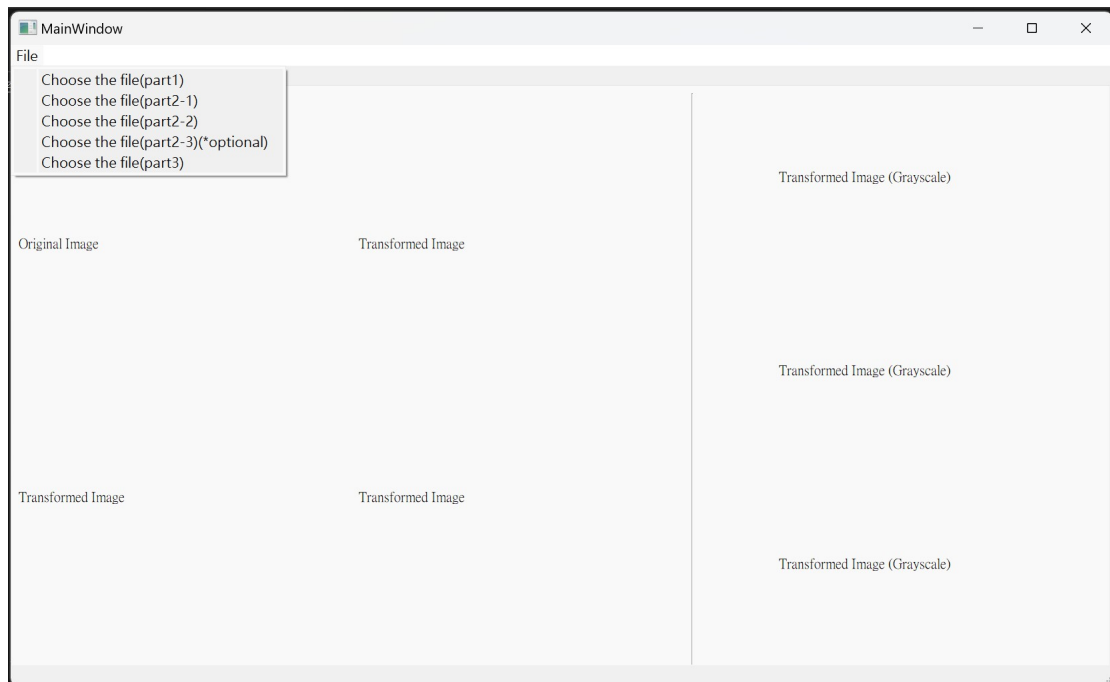 MainWindow
File
Choose the file(part1)
Choose the file(part2-1)
Choose the file(part2-2)
Choose the file(part2-3)(*optional)
Choose the file(part3)
Transformed Image (Grayscale)
Original Image
Transformed Image
Transformed Image (Grayscale)
Transformed Image
Transformed Image
Transformed Image (Grayscale)